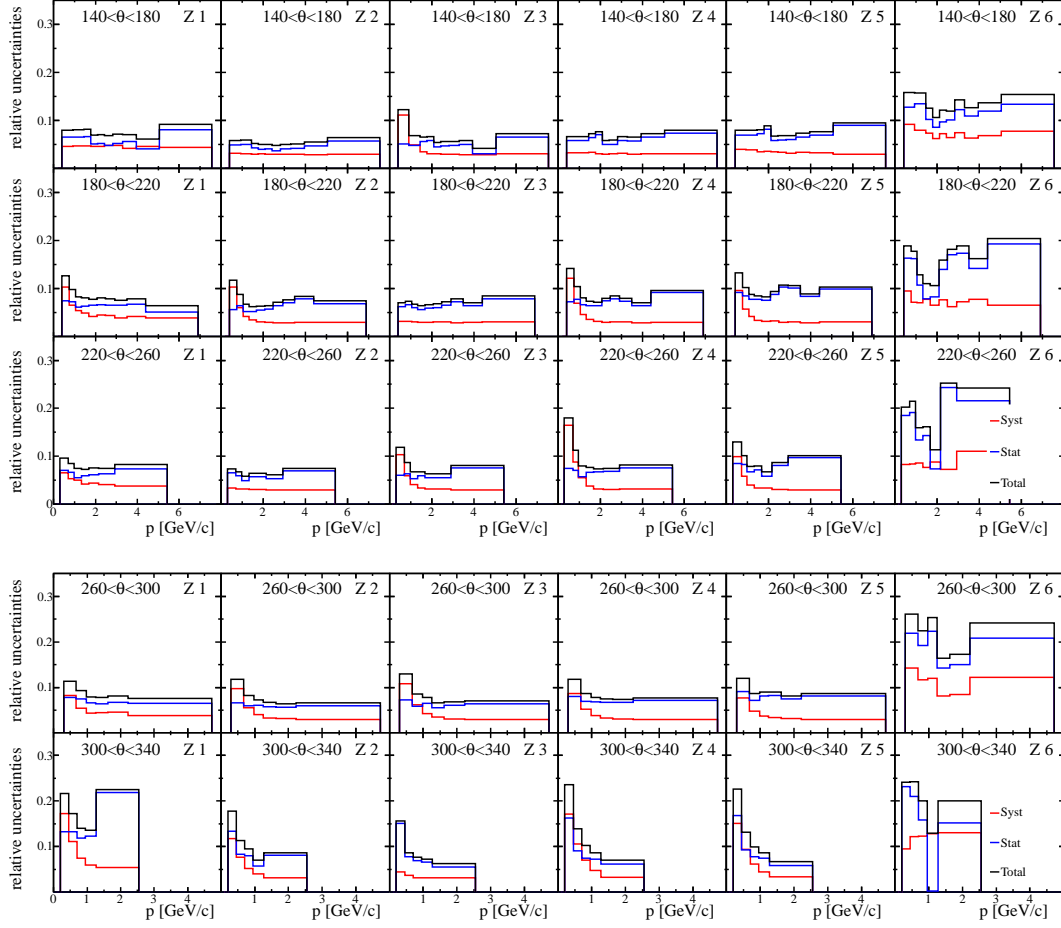 relative uncertainties
0.3
0.2
0.1
140<θ<180 Z 1
140<θ<180 Z 2
140<θ<180 Z 3
140<θ<180 Z 4
140<θ<180 Z 5
140<θ<180 Z 6
relative uncertainties
0.3
0.2
0.1
180<θ<220 Z 1
180<θ<220 Z 2
180<θ<220 Z 3
180<θ<220 Z 4
180<θ<220 Z 5
180<θ<220 Z 6
relative uncertainties
0.3
0.2
0.1
0
220<θ<260 Z 1
220<θ<260 Z 2
220<θ<260 Z 3
220<θ<260 Z 4
220<θ<260 Z 5
220<θ<260 Z 6
Syst
Stat
Total
0 2 4 6
2 4 6
2 4 6
2 4 6
2 4 6
2 4 6
p [GeV/c]
p [GeV/c]
p [GeV/c]
p [GeV/c]
p [GeV/c]
p [GeV/c]
relative uncertainties
0.3
0.2
0.1
260<θ<300 Z 1
260<θ<300 Z 2
260<θ<300 Z 3
260<θ<300 Z 4
260<θ<300 Z 5
260<θ<300 Z 6
relative uncertainties
0.3
0.2
0.1
300<θ<340 Z 1
300<θ<340 Z 2
300<θ<340 Z 3
300<θ<340 Z 4
300<θ<340 Z 5
300<θ<340 Z 6
Syst
Stat
Total
0 1 2 3 4
1 2 3 4
1 2 3 4
1 2 3 4
1 2 3 4
1 2 3 4
p [GeV/c]
p [GeV/c]
p [GeV/c]
p [GeV/c]
p [GeV/c]
p [GeV/c]